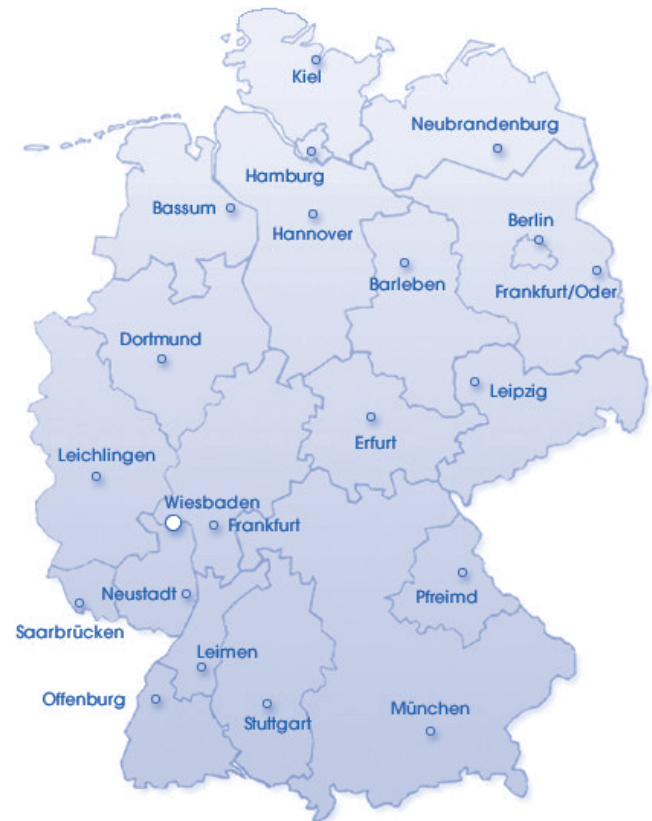 Kiel
Neubrandenburg
Hamburg
Bassum
Hannover
Berlin
Barleben
Frankfurt/Oder
Dortmund
Leipzig
Erfurt
Leichlingen
Wiesbaden
Frankfurt
Neustadt
Pfreimd
Saarbrücken
Leimen
Offenburg
München
Stuttgart